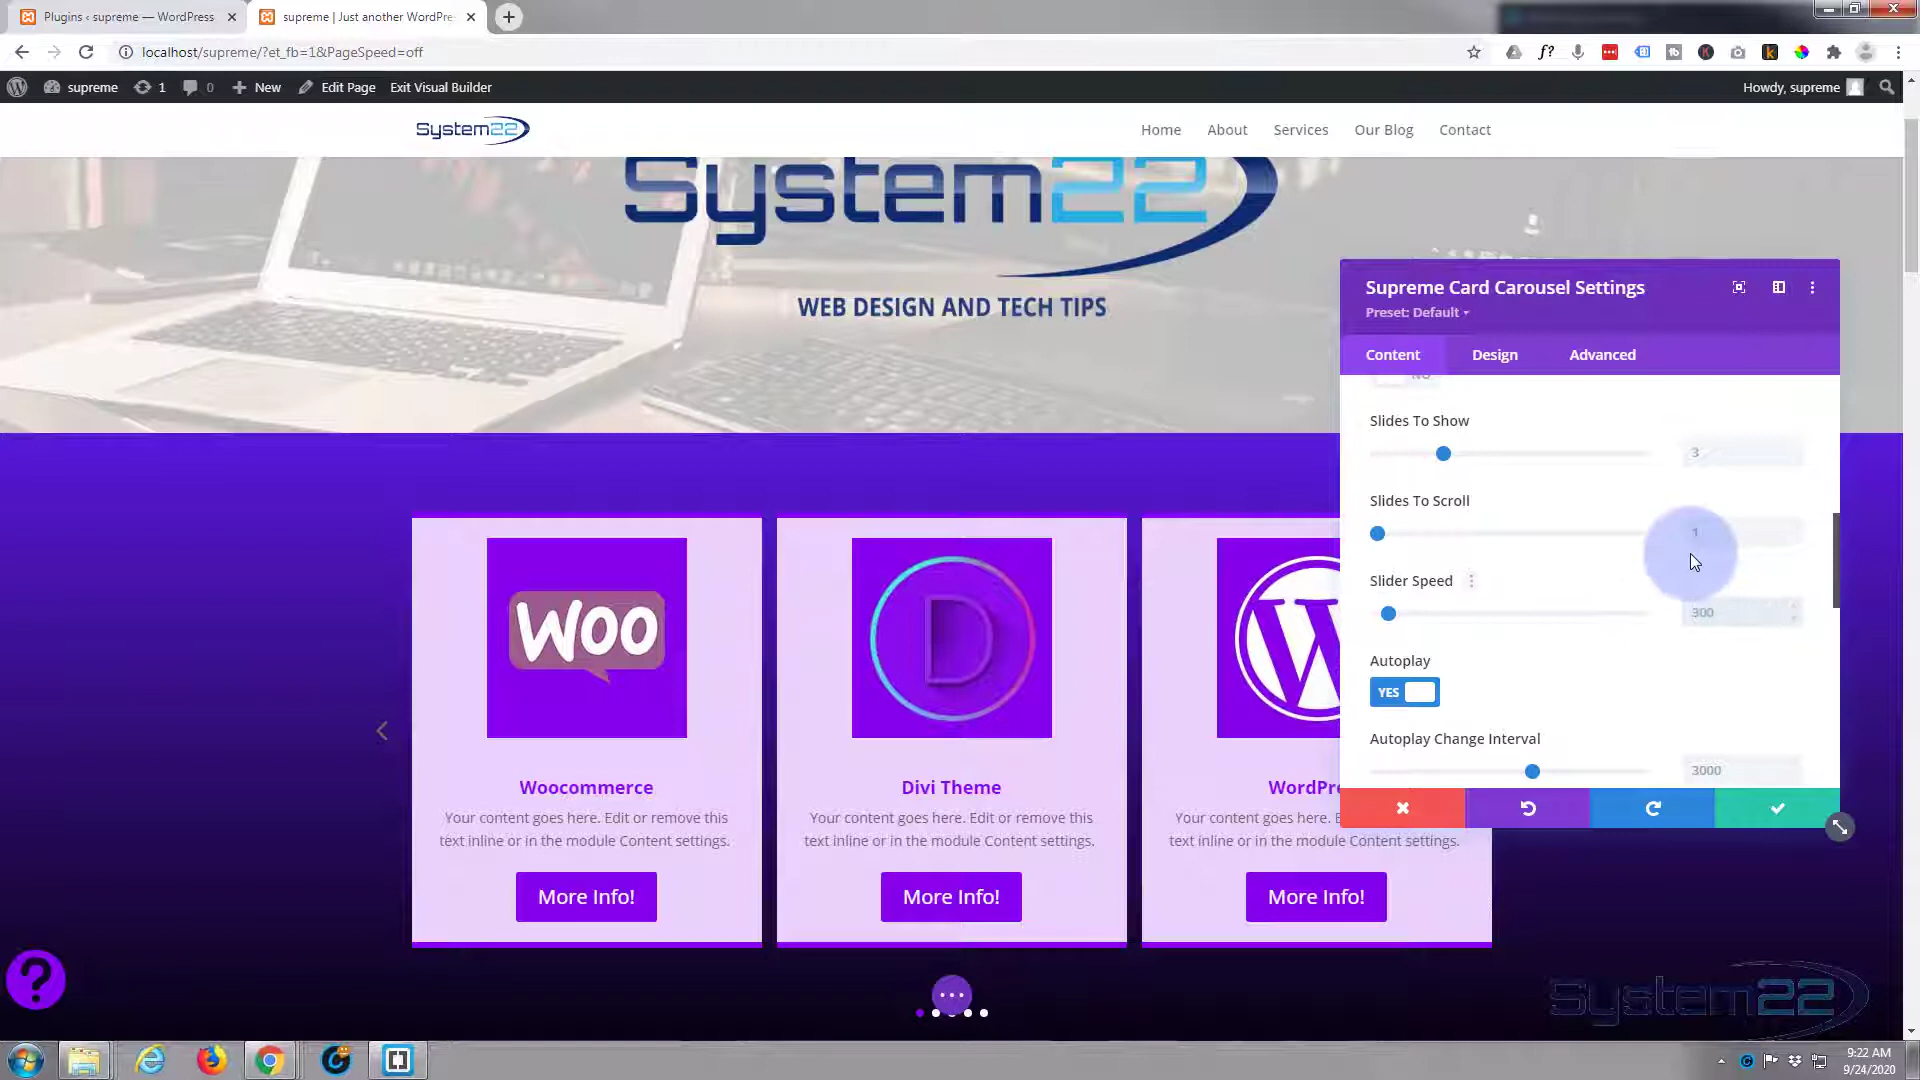 Plugins ‹ supreme — WordPress
supreme | Just another WordPre
localhost/supreme/?et_fb=1&PageSpeed=off
supreme
1
0
New
Edit Page
Exit Visual Builder
Howdy, supreme
System22
Home
About
Services
Our Blog
Contact
System22
WEB DESIGN AND TECH TIPS
Supreme Card Carousel Settings
Preset: Default
Content
Design
Advanced
NO
Slides To Show
3
Slides To Scroll
1
Slider Speed
300
Autoplay
YES
Autoplay Change Interval
3000
WOO
D
W
Woocommerce
Your content goes here. Edit or remove this
text inline or in the module Content settings.
More Info!
Divi Theme
Your content goes here. Edit or remove this
text inline or in the module Content settings.
More Info!
WordPr
Your content goes here. E
text inline or in the module Content settings.
More Info!
System22
9:22 AM
9/24/2020